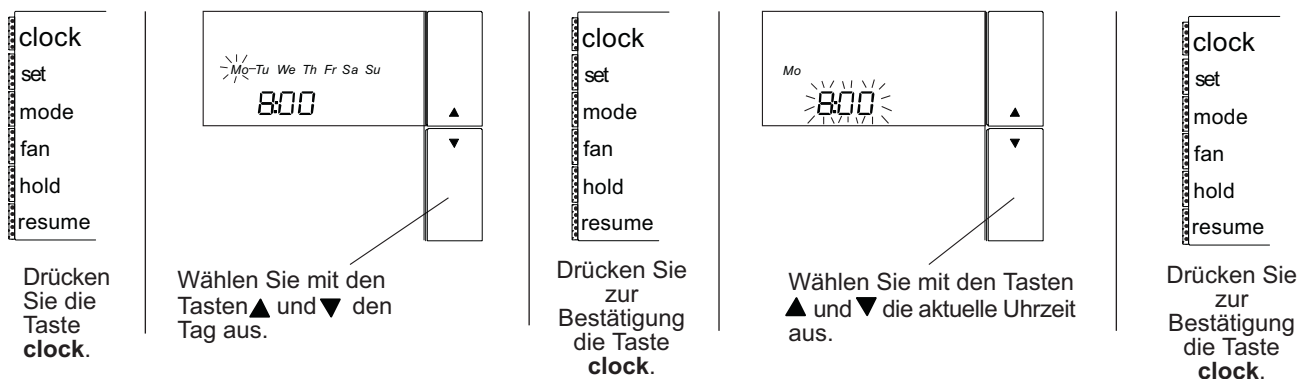 clock
set
mode
fan
hold
resume
Drücken
Sie die
Taste
clock.
Mo Tu We Th Fr Sa Su
8:00
▲
▼
Wählen Sie mit den
Tasten▲ und▼ den
Tag aus.
clock
set
mode
fan
hold
resume
Drücken Sie
zur
Bestätigung
die Taste
clock.
Mo
8:00
▲
▼
Wählen Sie mit den Tasten
▲ und▼ die aktuelle Uhrzeit
aus.
clock
set
mode
fan
hold
resume
Drücken Sie
zur
Bestätigung
die Taste
clock.